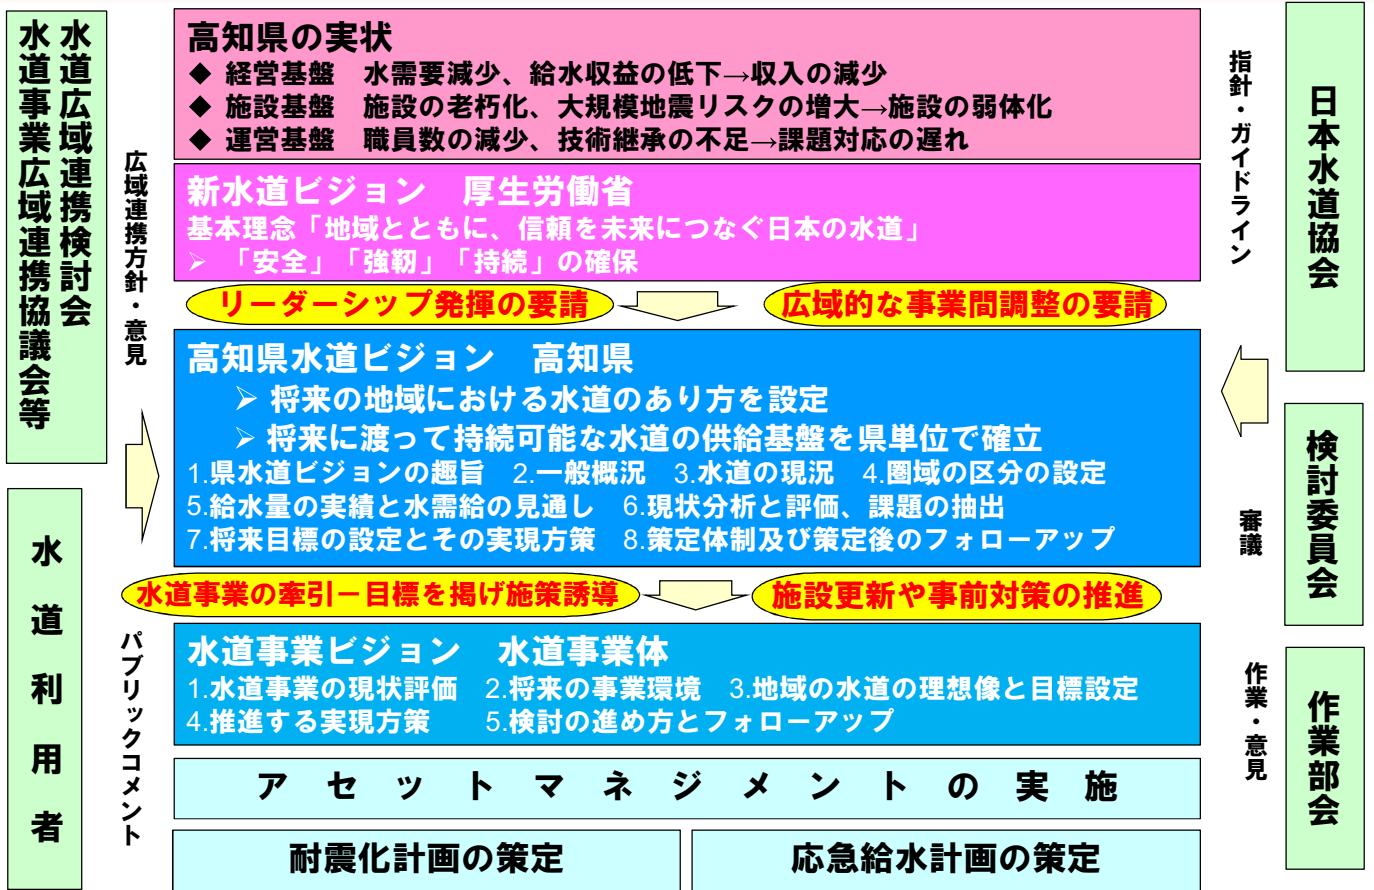 水道広域連携検討会
水道事業広域連携協議会等
広域連携方針・意見
水道利用者
パブリックコメント
高知県の実状
◆ 経営基盤　水需要減少、給水収益の低下→収入の減少
◆ 施設基盤　施設の老朽化、大規模地震リスクの増大→施設の弱体化
◆ 運営基盤　職員数の減少、技術継承の不足→課題対応の遅れ
新水道ビジョン　厚生労働省
基本理念「地域とともに、信頼を未来につなぐ日本の水道」
➢ 「安全」「強靭」「持続」の確保
リーダーシップ発揮の要請
広域的な事業間調整の要請
高知県水道ビジョン　高知県
➢ 将来の地域における水道のあり方を設定
➢ 将来に渡って持続可能な水道の供給基盤を県単位で確立
1.県水道ビジョンの趣旨　2.一般概況　3.水道の現況　4.圏域の区分の設定
5.給水量の実績と水需給の見通し　6.現状分析と評価、課題の抽出
7.将来目標の設定とその実現方策　8.策定体制及び策定後のフォローアップ
水道事業の牽引－目標を掲げ施策誘導
施設更新や事前対策の推進
水道事業ビジョン　水道事業体
1.水道事業の現状評価　2.将来の事業環境　3.地域の水道の理想像と目標設定
4.推進する実現方策　5.検討の進め方とフォローアップ
アセットマネジメントの実施
耐震化計画の策定
応急給水計画の策定
指針・ガイドライン
日本水道協会
審議
検討委員会
作業・意見
作業部会